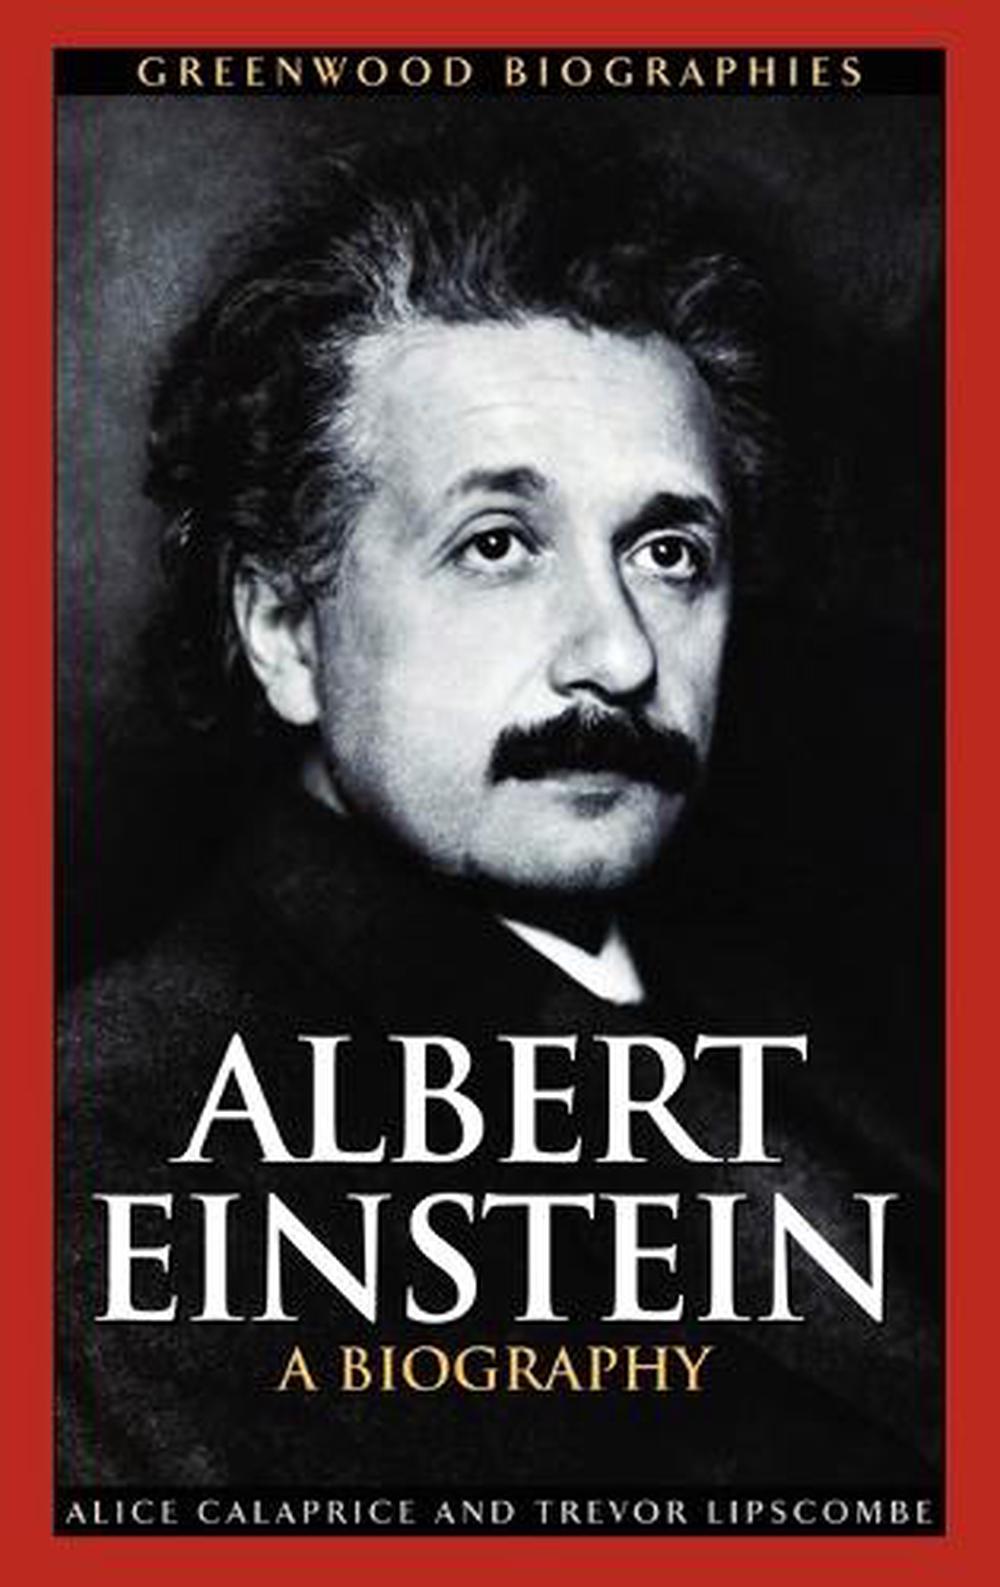 GREENWOOD BIOGRAPHIES
ALBERT
EINSTEIN
A BIOGRAPHY
ALICE CALAPRICE AND TREVOR LIPSCOMBE